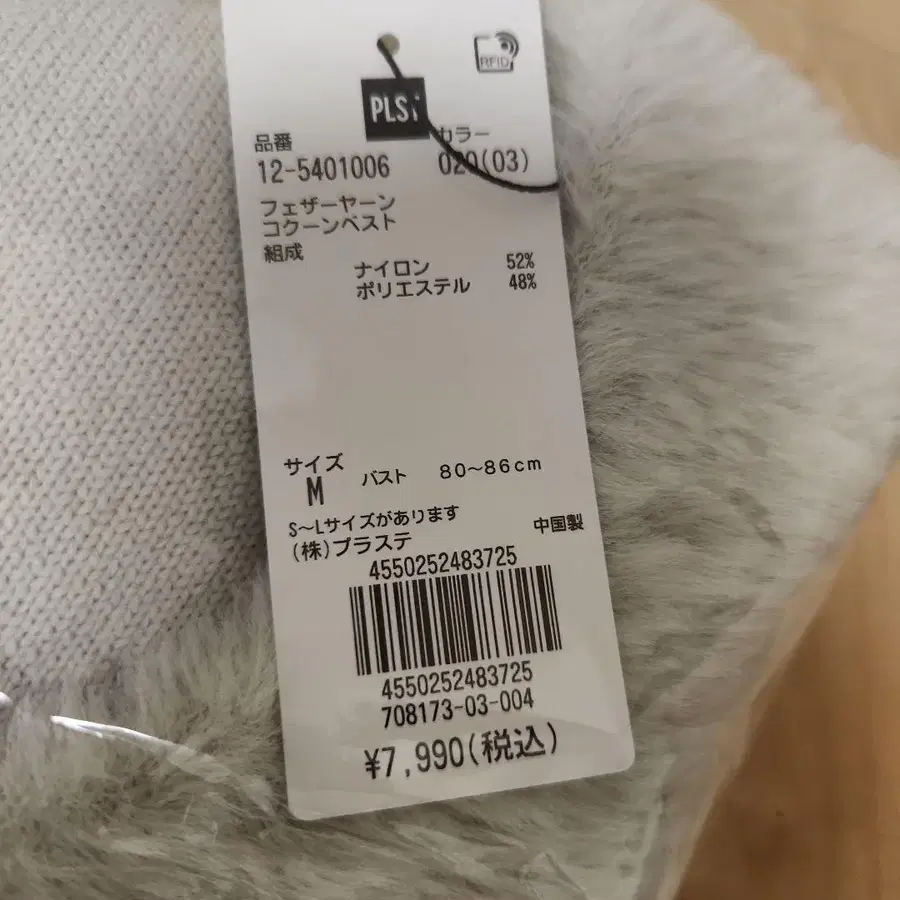 RFID
PLS
品番
カラー
12-5401006
020(03)
フェザーヤーン
コクーンベスト
組成
ナイロン 52%
ポリエステル 48%
サイズ
M バスト 80～86cm
S～Lサイズがあります
(株)プラステ
中国製
4550252483725
4550252483725
708173-03-004
¥7,990(税込)